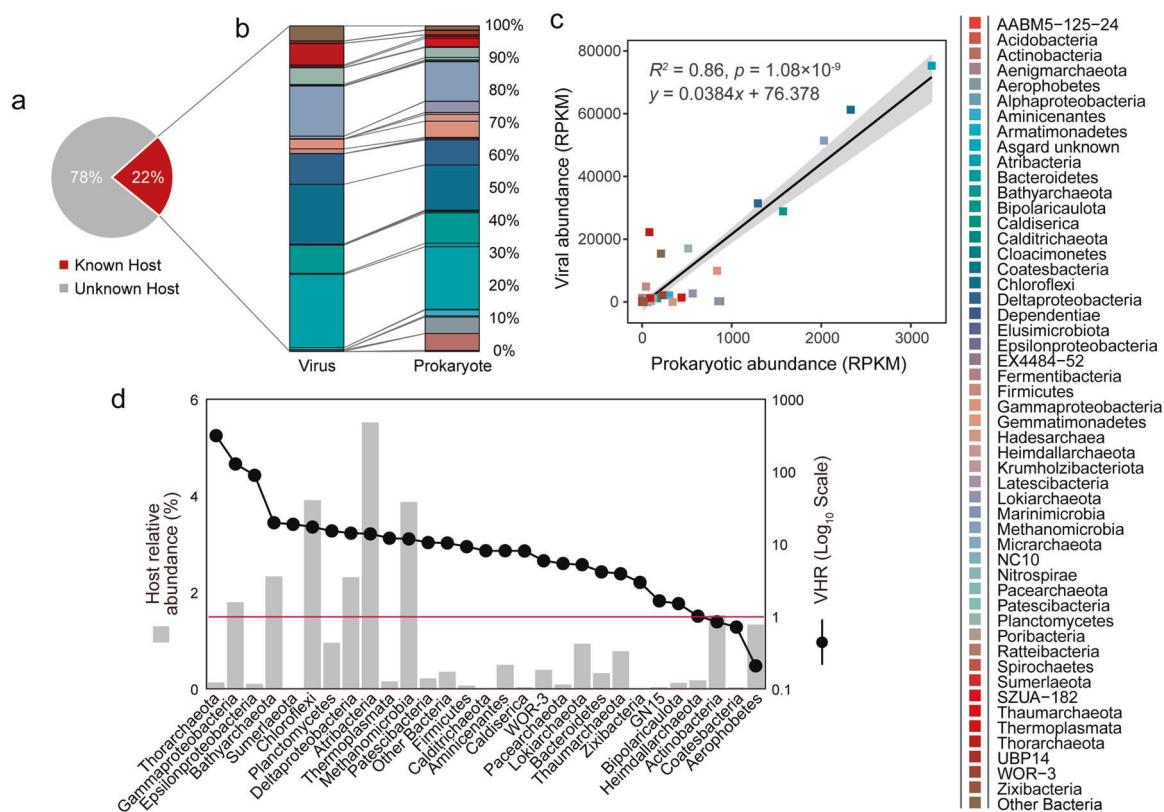 a
78%
22%
Known Host
Unknown Host
b
100%
90%
80%
70%
60%
50%
40%
30%
20%
10%
0%
Virus
Prokaryote
c
80000
60000
40000
20000
0
R² = 0.86, p = 1.08×10⁻⁹
y = 0.0384x + 76.378
Viral abundance (RPKM)
0
1000
2000
3000
Prokaryotic abundance (RPKM)
AABM5−125−24
Acidobacteria
Actinobacteria
Aenigmarchaeota
Aerophobetes
Alphaproteobacteria
Aminicenantes
Armatimonadetes
Asgard unknown
Atribacteria
Bacteroidetes
Bathyarchaeota
Bipolaricaulota
Caldiserica
Calditrichaeota
Cloacimonetes
Coatesbacteria
Chloroflexi
Deltaproteobacteria
Dependentiae
Elusimicrobiota
Epsilonproteobacteria
EX4484−52
Fermentibacteria
Firmicutes
Gammaproteobacteria
Gemmatimonadetes
Hadesarchaea
Heimdallarchaeota
Krumholzibacteriota
Latescibacteria
Lokiarchaeota
Marinimicrobia
Methanomicrobia
Micrarchaeota
NC10
Nitrospirae
Pacearchaeota
Patescibacteria
Planctomycetes
Poribacteria
Ratteibacteria
Spirochaetes
Sumerlaeota
SZUA−182
Thaumarchaeota
Thermoplasmata
Thorarchaeota
UBP14
WOR−3
Zixibacteria
Other Bacteria
d
6
4
2
0
Host relative
abundance (%)
1000
100
10
1
0.1
VHR (Log₁₀ Scale)
Thorarchaeota
Gammaproteobacteria
Epsilonproteobacteria
Bathyarchaeota
Sumerlaeota
Chloroflexi
Planctomycetes
Deltaproteobacteria
Atribacteria
Thermoplasmata
Methanomicrobia
Patescibacteria
Other Bacteria
Firmicutes
Calditrichaeota
Aminicenantes
Caldiserica
WOR-3
Pacearchaeota
Lokiarchaeota
Bacteroidetes
Thaumarchaeota
Zixibacteria
GN15
Bipolaricaulota
Heimdallarchaeota
Actinobacteria
Coatesbacteria
Aerophobetes